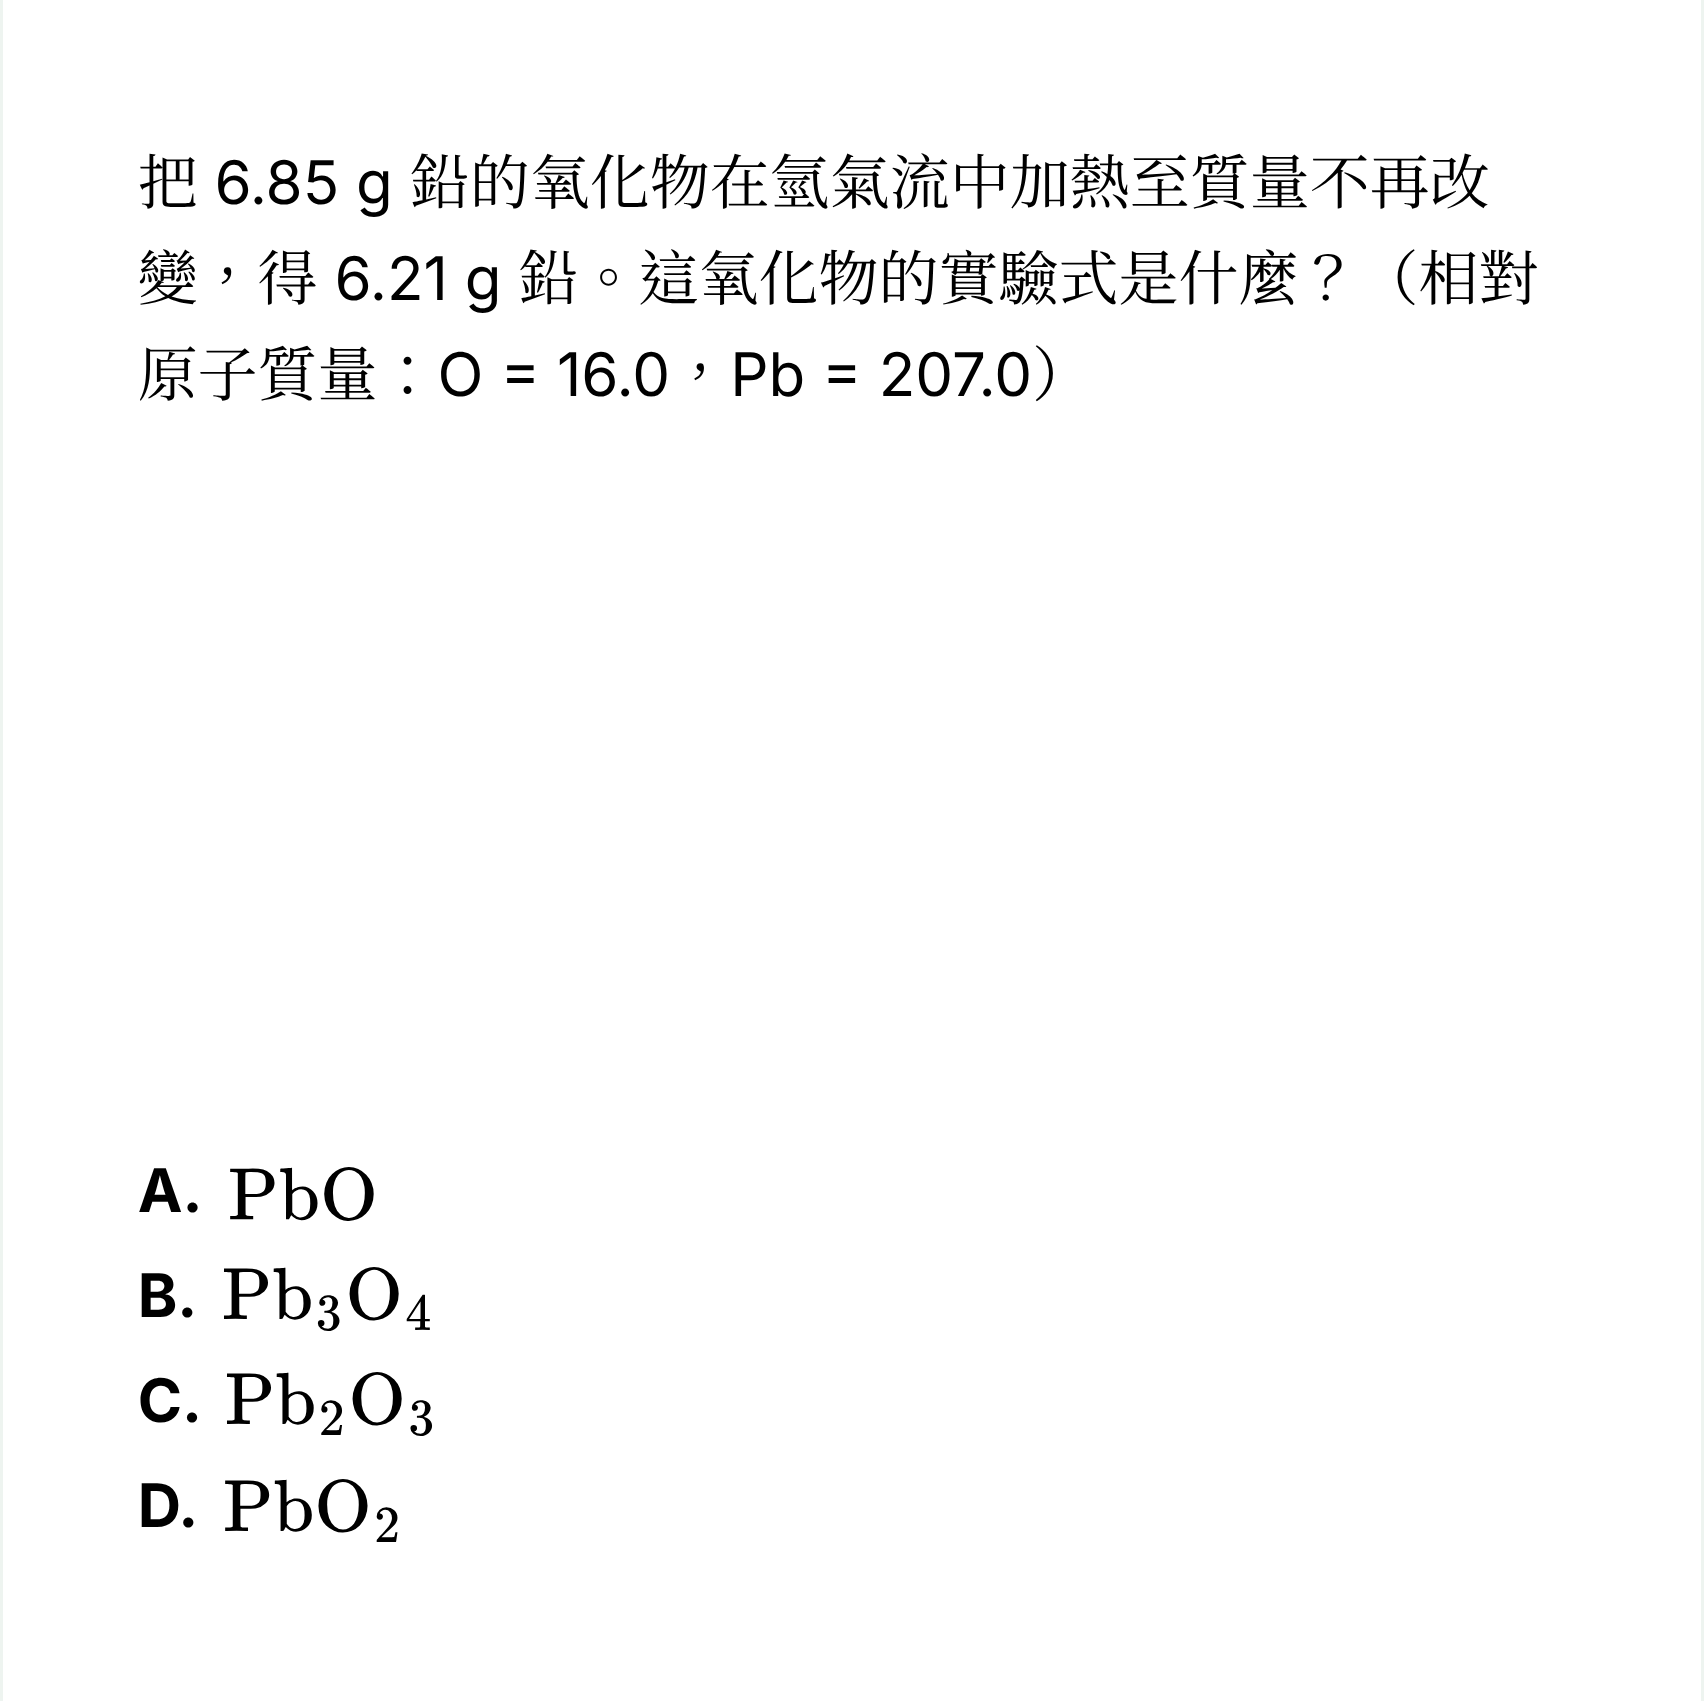 把 6.85 g 鉛的氧化物在氫氣流中加熱至質量不再改
變，得 6.21 g 鉛。這氧化物的實驗式是什麼？（相對
原子質量：O = 16.0，Pb = 207.0）
A. PbO
B. Pb₃O₄
C. Pb₂O₃
D. PbO₂